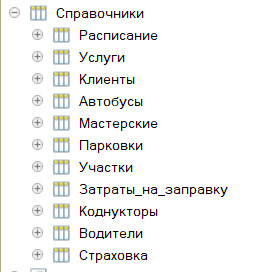 Справочники
Расписание
Услуги
Клиенты
Автобусы
Мастерские
Парковки
Участки
Затраты_на_заправку
Коднукторы
Водители
Страховка